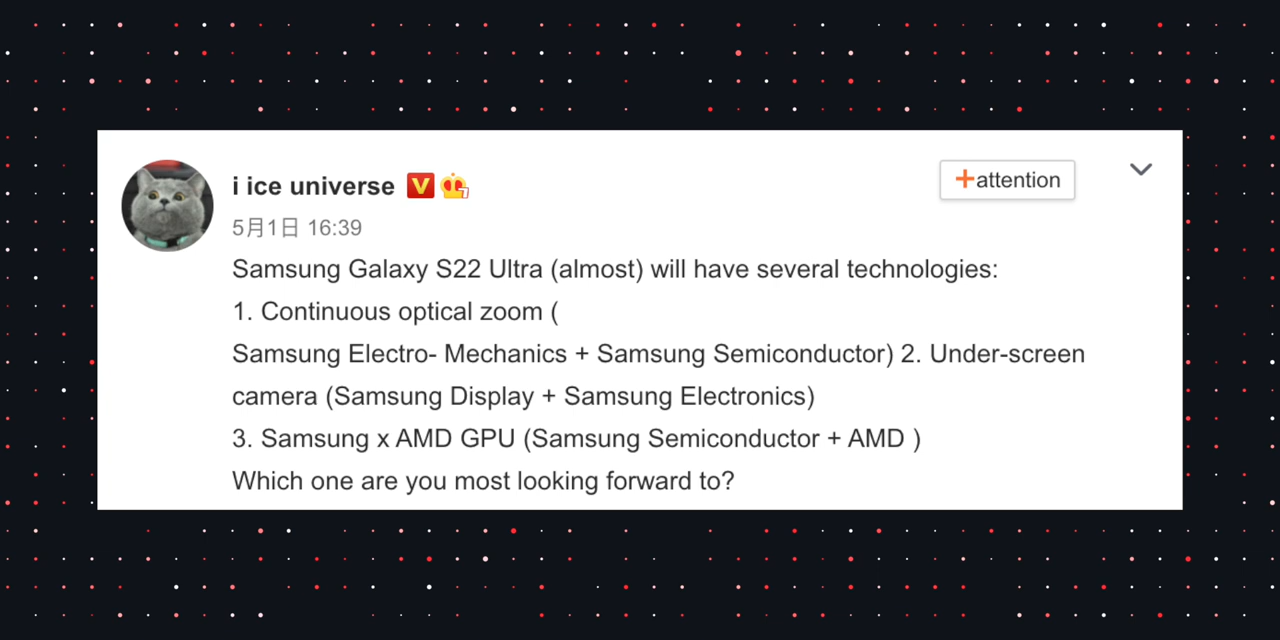 i ice universe
+attention
5月1日 16:39
Samsung Galaxy S22 Ultra (almost) will have several technologies:
1. Continuous optical zoom (
Samsung Electro- Mechanics + Samsung Semiconductor) 2. Under-screen
camera (Samsung Display + Samsung Electronics)
3. Samsung x AMD GPU (Samsung Semiconductor + AMD )
Which one are you most looking forward to?